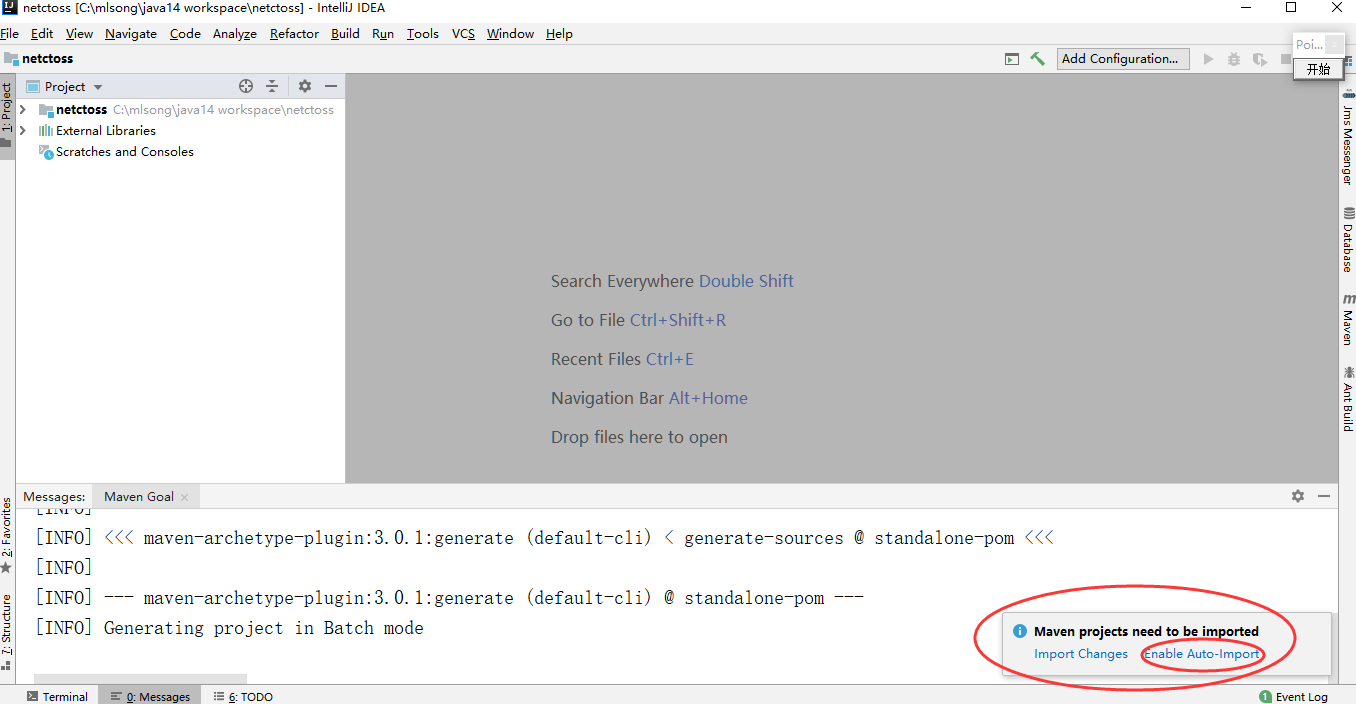 netctoss [C:\mlsong\java14 workspace\netctoss] - IntelliJ IDEA
File Edit View Navigate Code Analyze Refactor Build Run Tools VCS Window Help
netctoss
Add Configuration...
Poi...
开始
1: Project
Project
netctoss C:\mlsong\java14 workspace\netctoss
External Libraries
Scratches and Consoles
Search Everywhere Double Shift
Go to File Ctrl+Shift+R
Recent Files Ctrl+E
Navigation Bar Alt+Home
Drop files here to open
Jms Messenger
Database
Maven
Ant Build
2: Favorites
7: Structure
Messages: Maven Goal
[INFO]
[INFO] <<< maven-archetype-plugin:3.0.1:generate (default-cli) < generate-sources @ standalone-pom <<<
[INFO]
[INFO] --- maven-archetype-plugin:3.0.1:generate (default-cli) @ standalone-pom ---
[INFO] Generating project in Batch mode
Maven projects need to be imported
Import Changes Enable Auto-Import
Terminal 0: Messages 6: TODO
1 Event Log